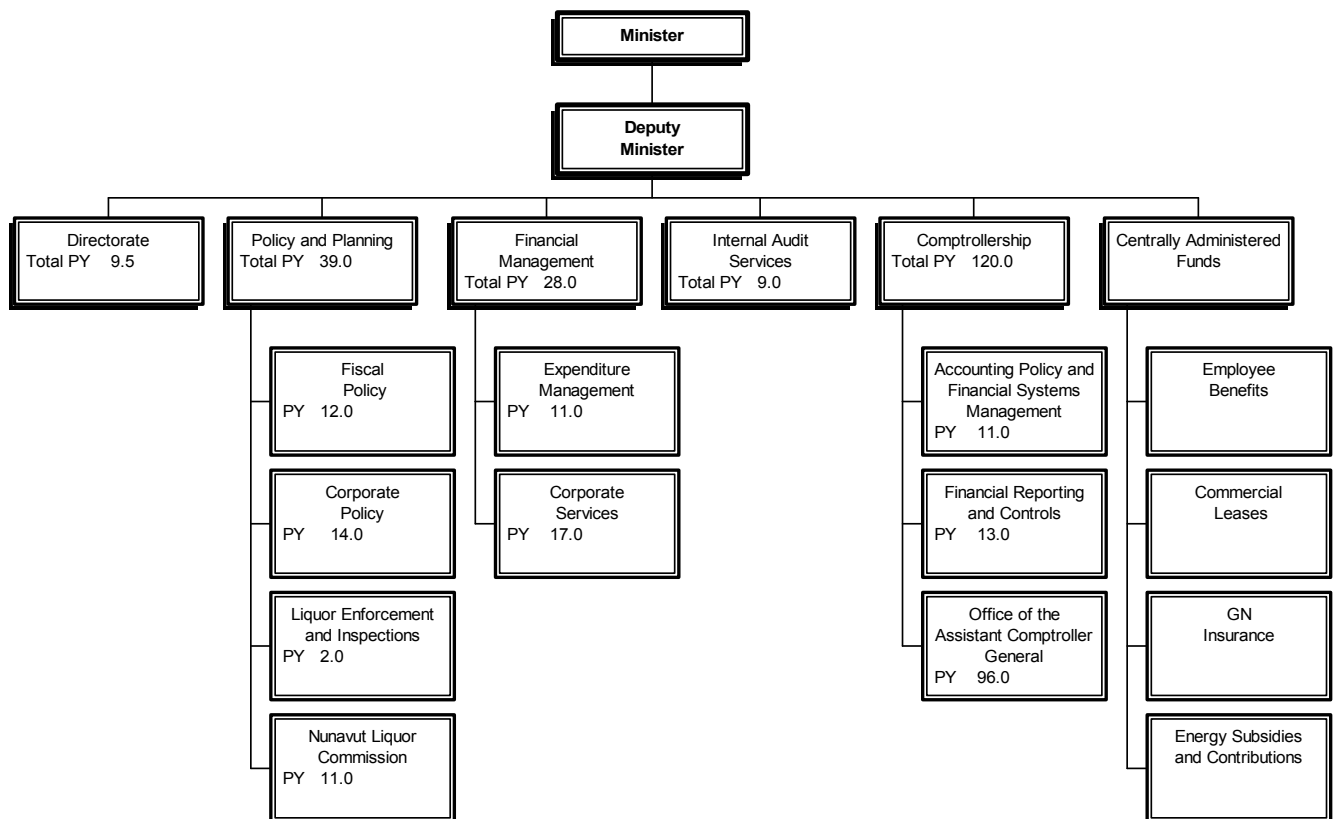 Minister
Deputy
Minister
Directorate
Total PY 9.5
Policy and Planning
Total PY 39.0
Financial
Management
Total PY 28.0
Internal Audit
Services
Total PY 9.0
Comptrollership
Total PY 120.0
Centrally Administered
Funds
Fiscal
Policy
PY 12.0
Corporate
Policy
PY 14.0
Liquor Enforcement
and Inspections
PY 2.0
Nunavut Liquor
Commission
PY 11.0
Expenditure
Management
PY 11.0
Corporate
Services
PY 17.0
Accounting Policy and
Financial Systems
Management
PY 11.0
Financial Reporting
and Controls
PY 13.0
Office of the
Assistant Comptroller
General
PY 96.0
Employee
Benefits
Commercial
Leases
GN
Insurance
Energy Subsidies
and Contributions